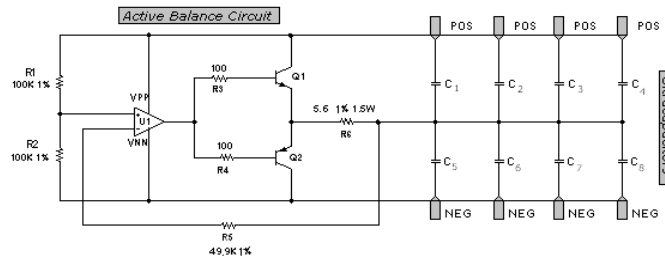 Active Balance Circuit
POS POS POS POS
R1
100K 1%
VPP
U1
VNN
R2
100K 1%
100
R3
Q1
5.6 1% 1.5W
R6
100
R4
Q2
C1 C2 C3 C4
C5 C6 C7 C8
NEG NEG NEG NEG
R5
49.9K 1%